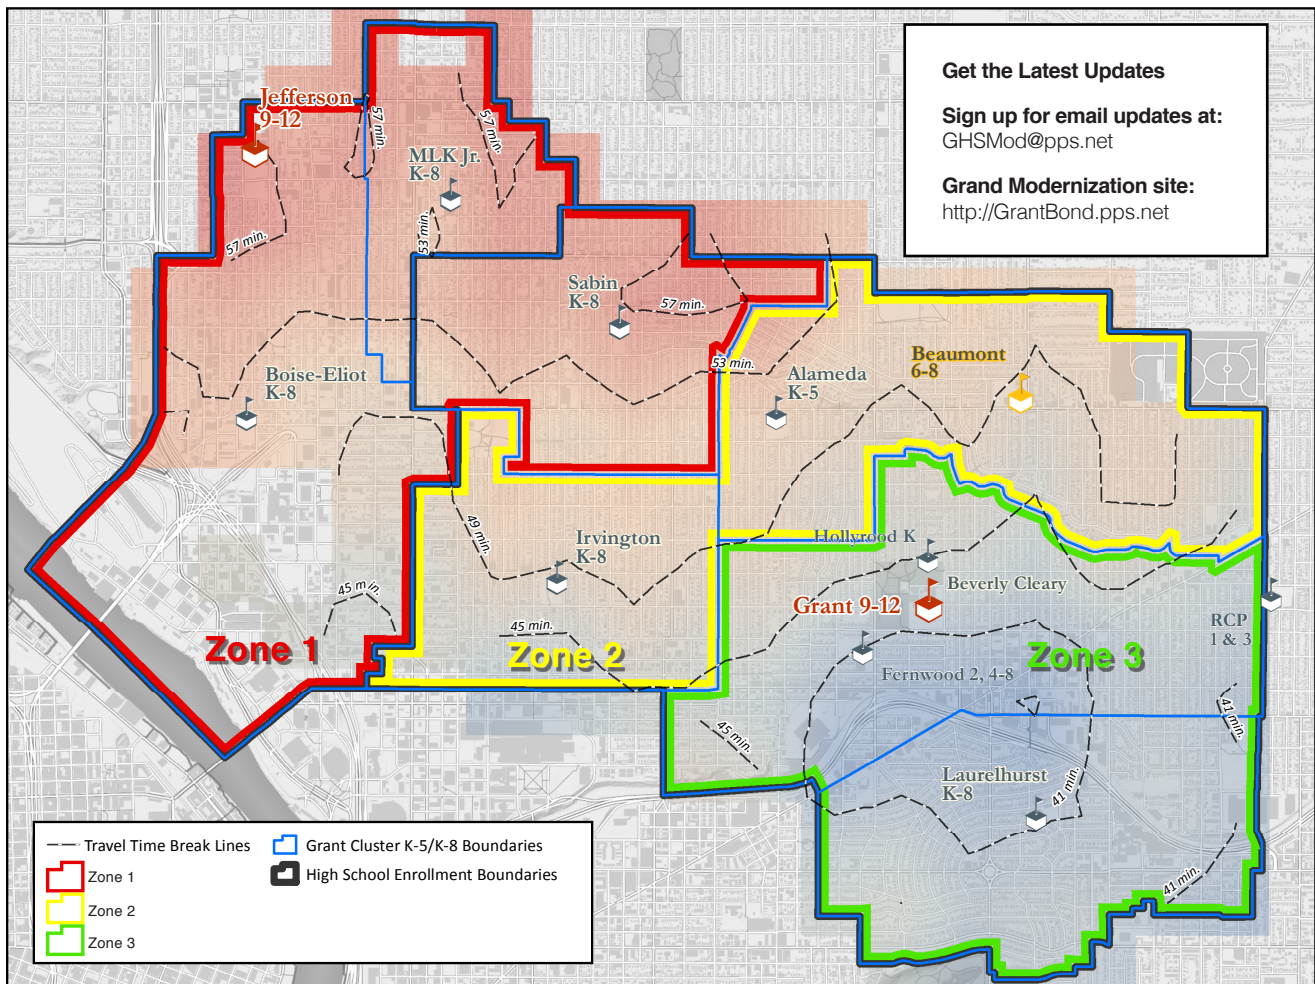 Get the Latest Updates
Sign up for email updates at:
GHSMod@pps.net
Grand Modernization site:
http://GrantBond.pps.net
Jefferson
9-12
57 min.
57 min.
MLK Jr.
K-8
57 min.
53 min.
Sabin
K-8
57 min.
53 min.
Boise-Eliot
K-8
Alameda
K-5
Beaumont
6-8
49 min.
Irvington
K-8
Hollyrood K
Beverly Cleary
Grant 9-12
RCP
1 & 3
45 min.
45 min.
Zone 1
Zone 2
Zone 3
Fernwood 2, 4-8
41 min.
45 min.
Laurelhurst
K-8
41 min.
41 min.
Travel Time Break Lines
Grant Cluster K-5/K-8 Boundaries
Zone 1
High School Enrollment Boundaries
Zone 2
Zone 3